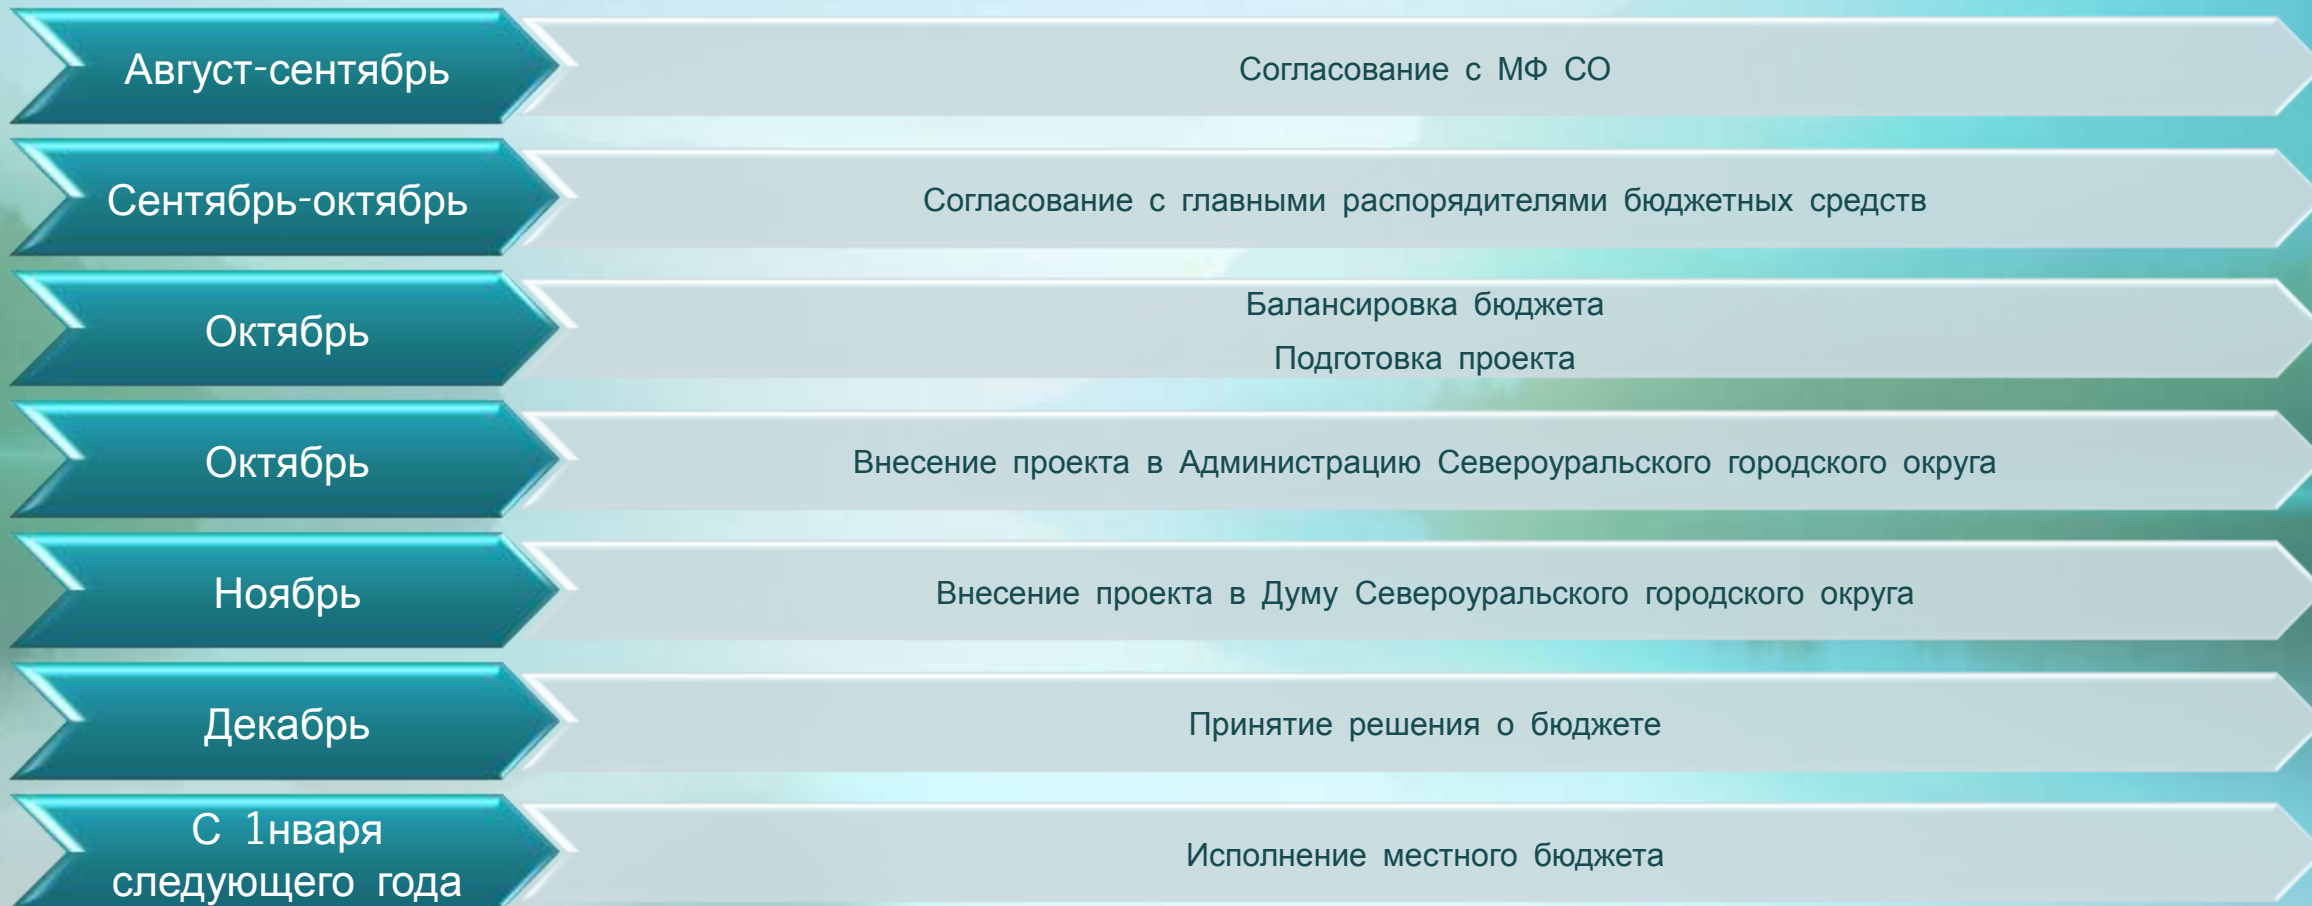 Август-сентябрь
Согласование с МФ СО
Сентябрь-октябрь
Согласование с главными распорядителями бюджетных средств
Октябрь
Балансировка бюджета
Подготовка проекта
Октябрь
Внесение проекта в Администрацию Североуральского городского округа
Ноябрь
Внесение проекта в Думу Североуральского городского округа
Декабрь
Принятие решения о бюджете
С 1нваря
следующего года
Исполнение местного бюджета